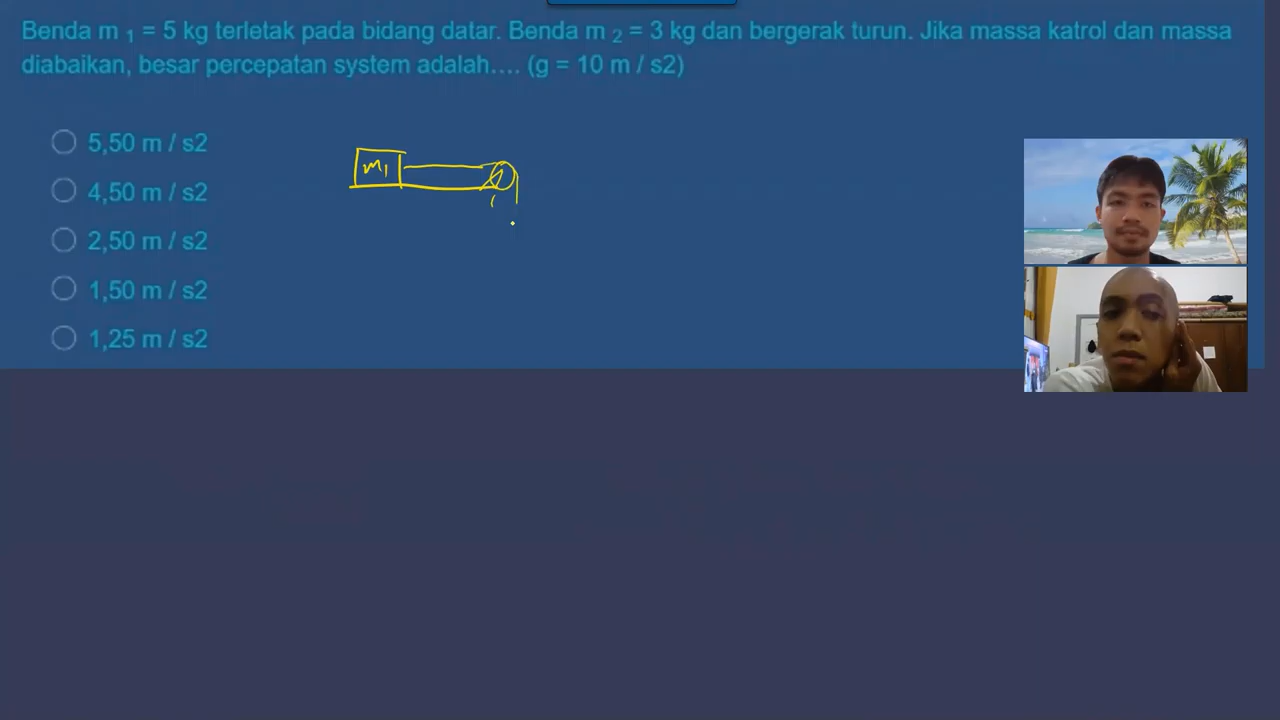 Benda m 1 = 5 kg terletak pada bidang datar. Benda m 2 = 3 kg dan bergerak turun. Jika massa katrol dan massa
diabaikan, besar percepatan system adalah.... (g = 10 m / s2)
5,50 m / s2
4,50 m / s2
2,50 m / s2
1,50 m / s2
1,25 m / s2
m1